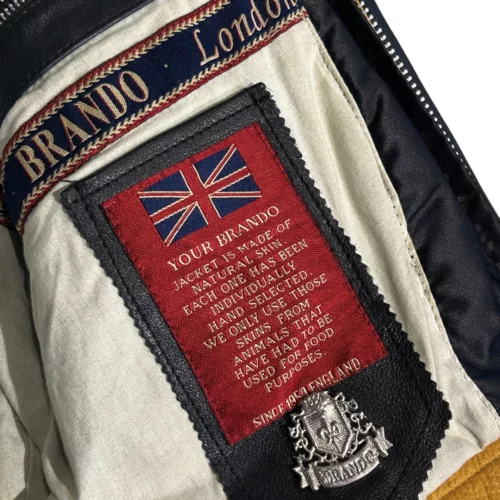 BRANDO London
YOUR BRANDO
JACKET IS MADE OF
NATURAL SKIN
EACH ONE HAS BEEN
INDIVIDUALLY
HAND SELECTED.
WE ONLY USE THOSE
SKINS FROM
ANIMALS THAT
HAVE HAD TO BE
USED FOR FOOD
PURPOSES.
SINCE 1950 ENGLAND
BRANDO